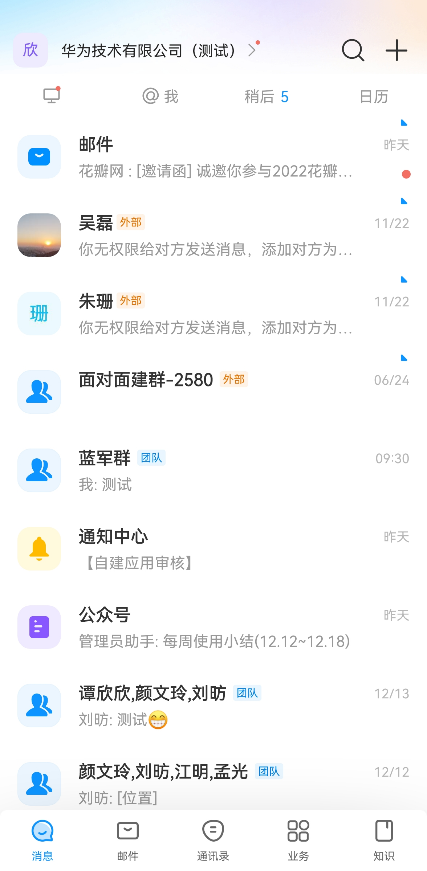 欣 华为技术有限公司（测试）
@ 我 稍后 5 日历
邮件 昨天
花瓣网 : [邀请函] 诚邀你参与2022花瓣...
吴磊 外部 11/22
你无权限给对方发送消息，添加对方为...
珊 朱珊 外部 11/22
你无权限给对方发送消息，添加对方为...
面对面建群-2580 外部 06/24
蓝军群 团队 09:30
我: 测试
通知中心 昨天
【自建应用审核】
公众号 昨天
管理员助手: 每周使用小结(12.12~12.18)
谭欣欣,颜文玲,刘昉 团队 12/13
刘昉: 测试😁
颜文玲,刘昉,江明,孟光 团队 12/12
刘昉: [位置]
消息 邮件 通讯录 业务 知识